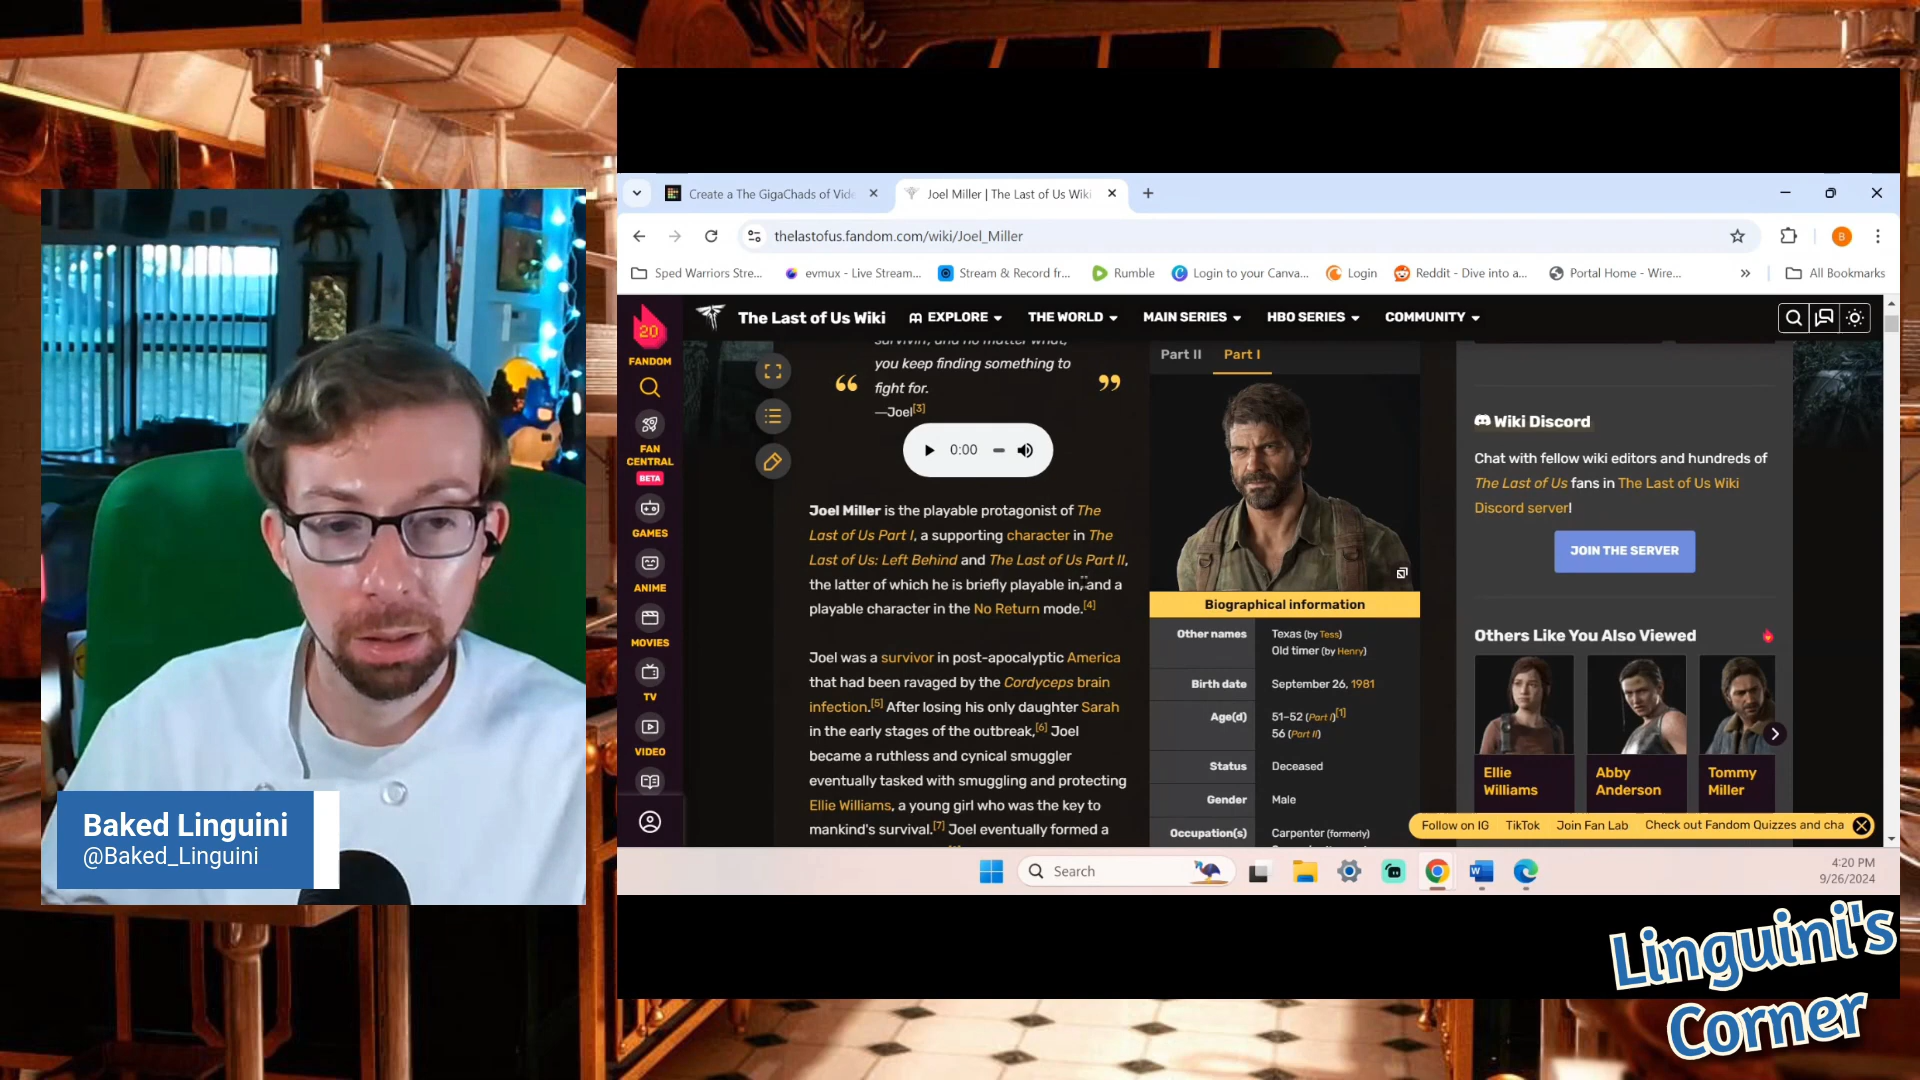 Create a The GigaChads of Vid
Joel Miller | The Last of Us Wiki
thelastofus.fandom.com/wiki/Joel_Miller
B
Sped Warriors Stre...
evmux - Live Stream...
Stream & Record fr...
Rumble
Login to your Canva...
Login
Reddit - Dive into a...
Portal Home - Wire...
All Bookmarks
20
FANDOM
FAN
CENTRAL
BETA
GAMES
ANIME
MOVIES
TV
VIDEO
The Last of Us Wiki
EXPLORE
THE WORLD
MAIN SERIES
HBO SERIES
COMMUNITY
survivin', and no matter what,
you keep finding something to
fight for.
—Joel[3]
0:00
Joel Miller is the playable protagonist of The
Last of Us Part I, a supporting character in The
Last of Us: Left Behind and The Last of Us Part II,
the latter of which he is briefly playable in, and a
playable character in the No Return mode.[4]
Joel was a survivor in post-apocalyptic America
that had been ravaged by the Cordyceps brain
infection.[5] After losing his only daughter Sarah
in the early stages of the outbreak,[6] Joel
became a ruthless and cynical smuggler
eventually tasked with smuggling and protecting
Ellie Williams, a young girl who was the key to
mankind's survival.[7] Joel eventually formed a
Part II
Part I
Biographical information
Other names
Texas (by Tess)
Old timer (by Henry)
Birth date
September 26, 1981
Age(d)
51–52 (Part I)[1]
56 (Part II)
Status
Deceased
Gender
Male
Occupation(s)
Carpenter (formerly)
Wiki Discord
Chat with fellow wiki editors and hundreds of
The Last of Us fans in The Last of Us Wiki
Discord server!
JOIN THE SERVER
Others Like You Also Viewed
Ellie
Williams
Abby
Anderson
Tommy
Miller
Follow on IG
TikTok
Join Fan Lab
Check out Fandom Quizzes and cha
Search
4:20 PM
9/26/2024
Baked Linguini
@Baked_Linguini
Linguini's
Corner